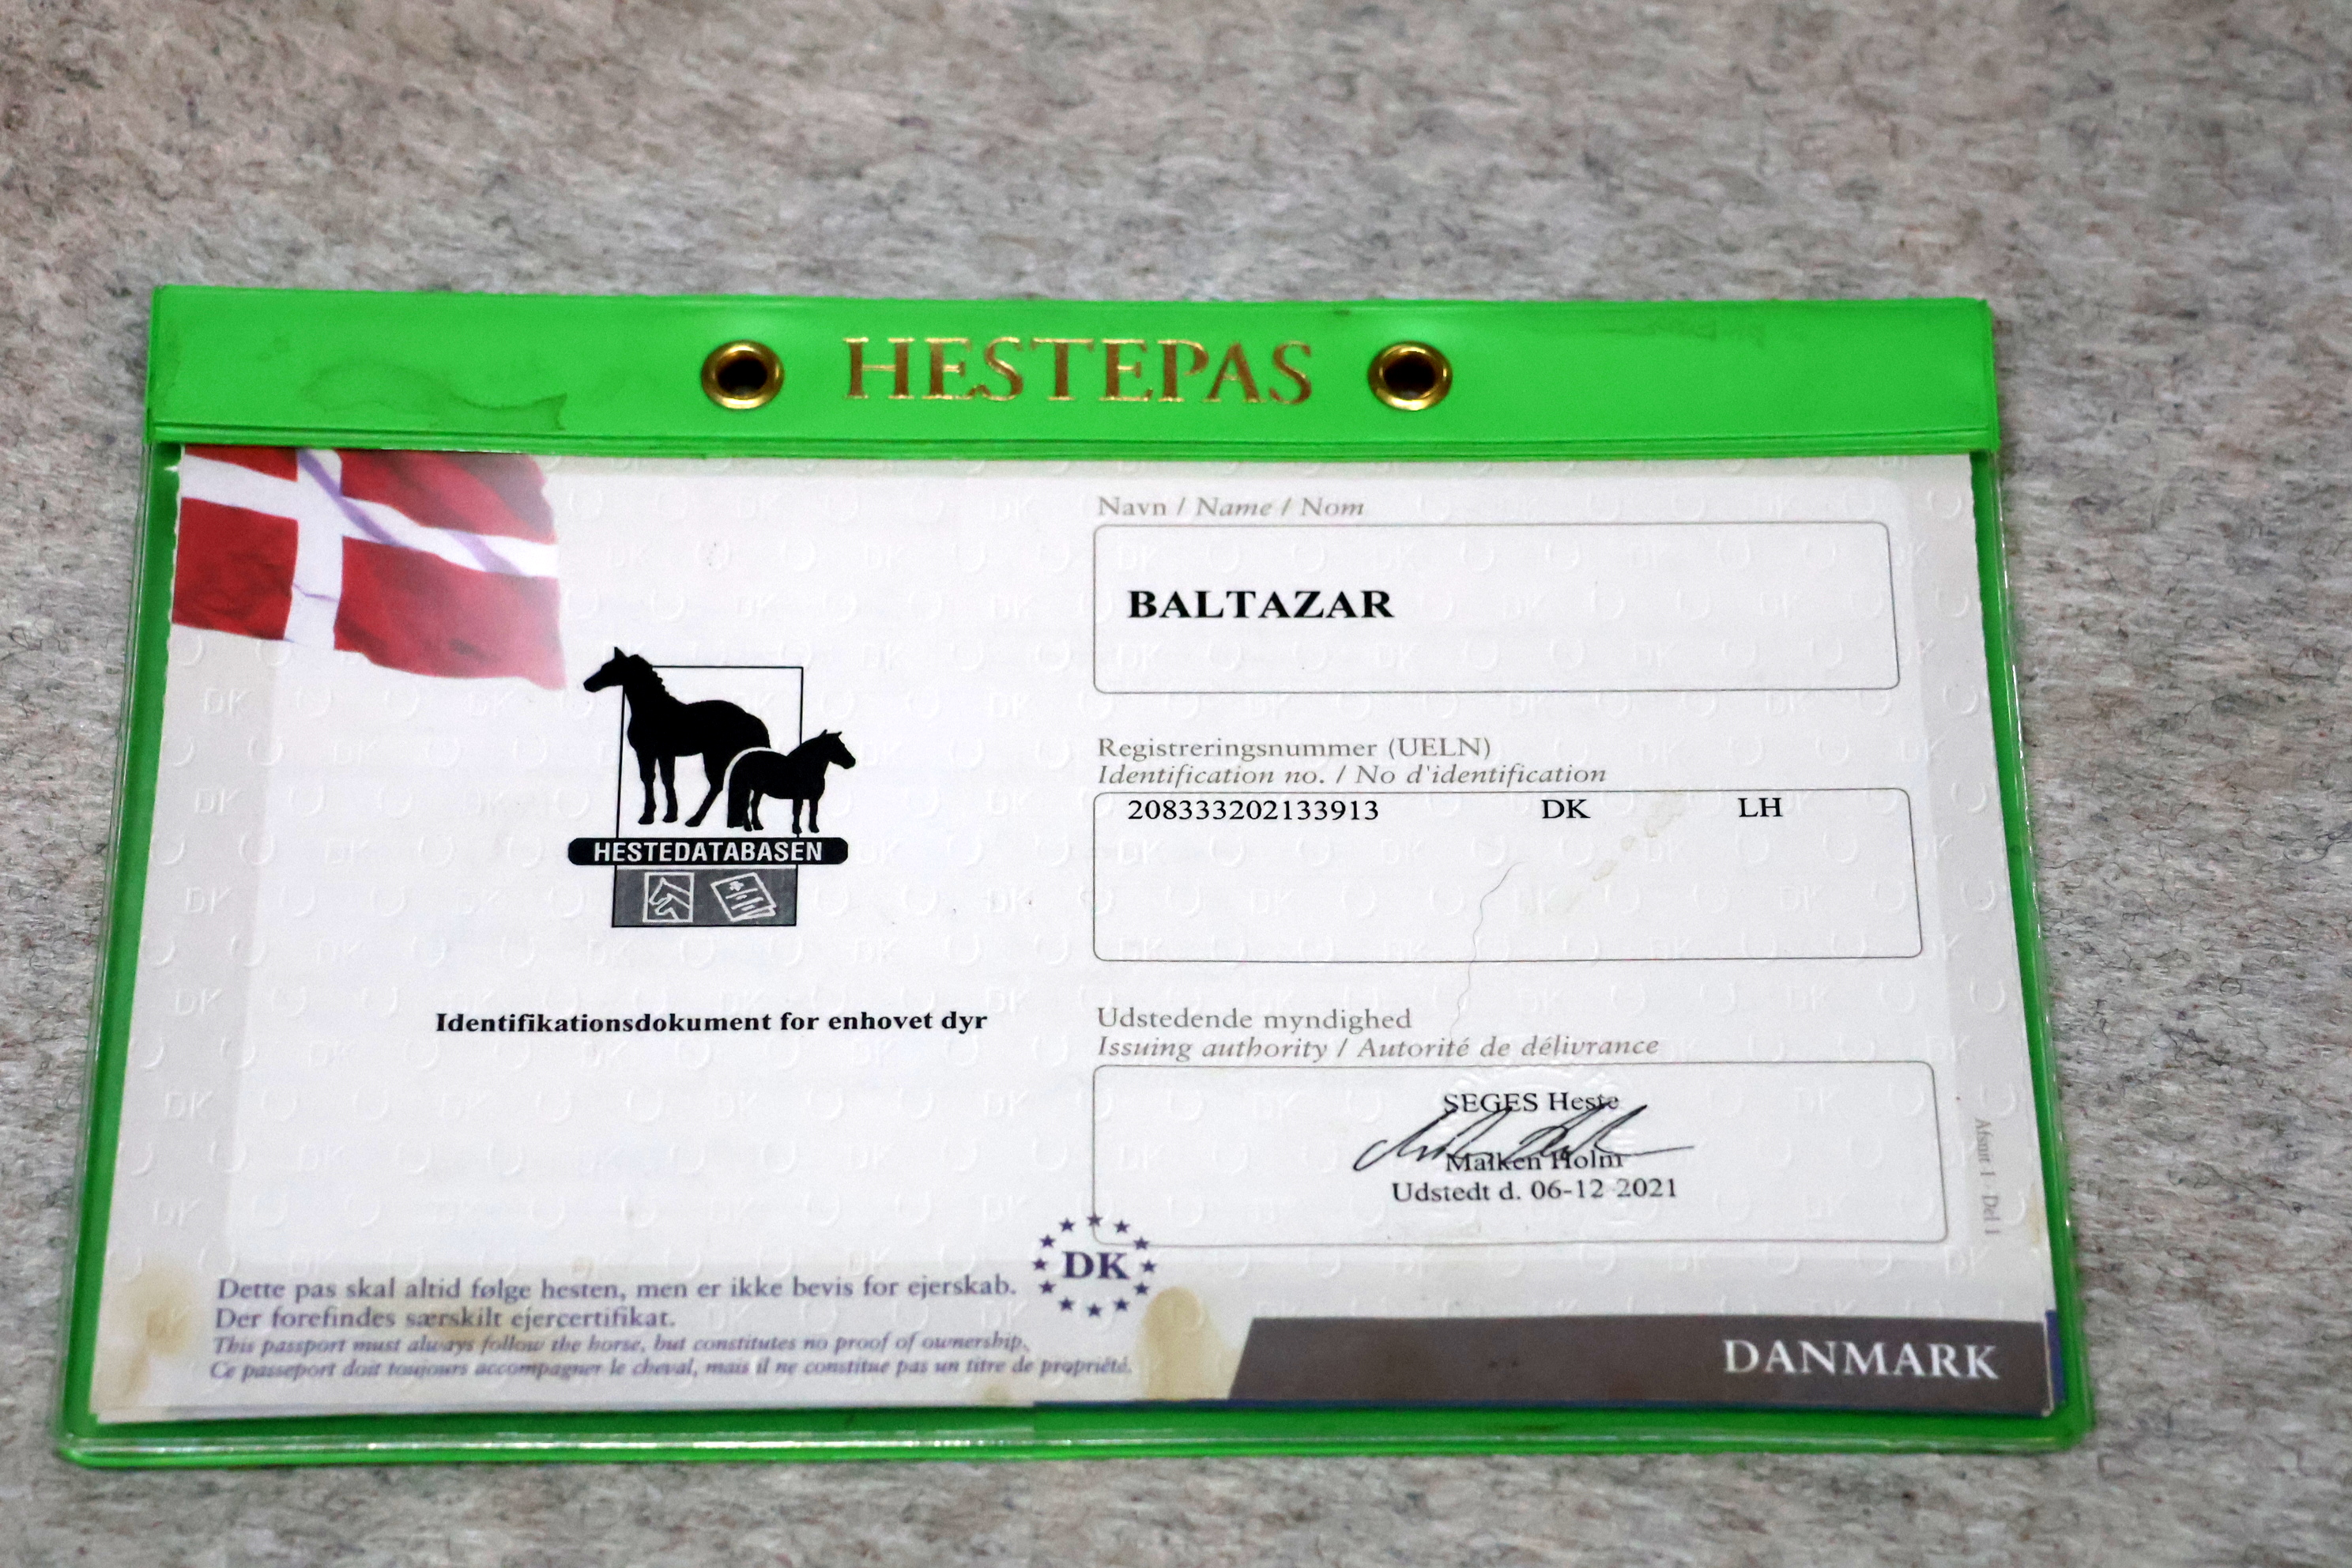 HESTEPAS
Navn / Name / Nom
BALTAZAR
Registreringsnummer (UELN)
Identification no. / No d'identification
208333202133913 DK LH
HESTEDATABASEN
Identifikationsdokument for enhovet dyr
Udstedende myndighed
Issuing authority / Autorité de délivrance
SEGES Heste
Malken Holm
Udstedt d. 06-12-2021
Afsnit I - Del I
DK
Dette pas skal altid følge hesten, men er ikke bevis for ejerskab.
Der forefindes særskilt ejercertifikat.
This passport must always follow the horse, but constitutes no proof of ownership.
Ce passeport doit toujours accompagner le cheval, mais il ne constitue pas un titre de propriété.
DANMARK